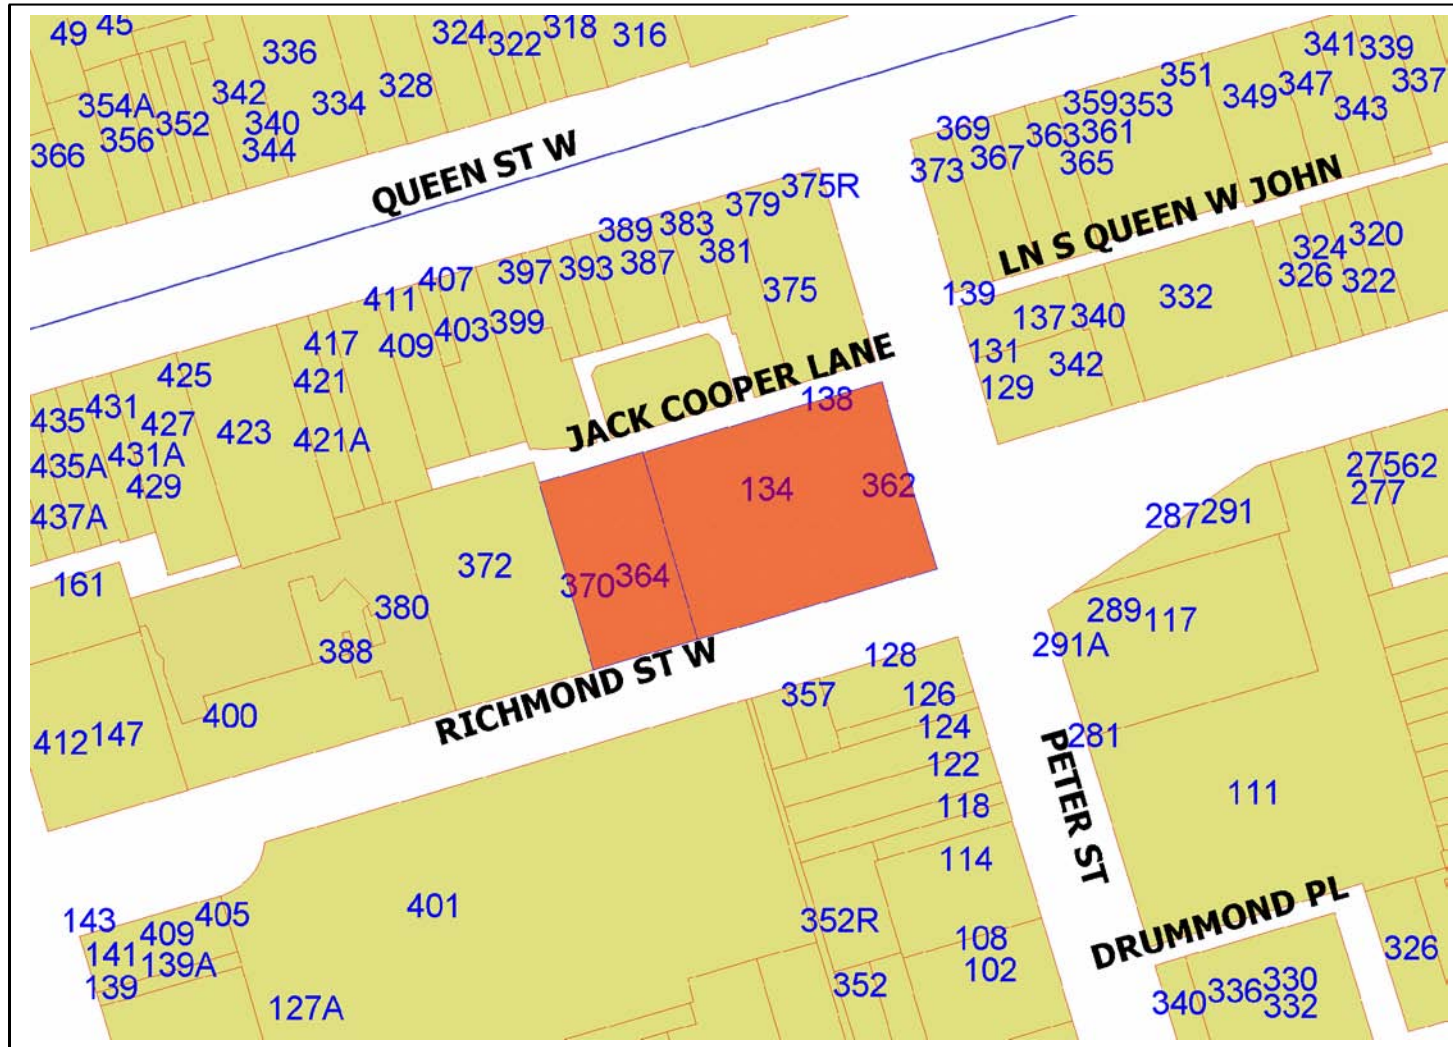 49 45 324 322 318 316
336 341 339
354A 342 334 328 359 353 351 349 347 343 337
356 352 340 369 363 361
366 344 373 367 365
QUEEN ST W
375R
379
389 383
397 393 387 381
411 407 375
LN S QUEEN W JOHN
324 320
326 322
139 332
137 340
417 409 403 399
131 342
425 421 129
JACK COOPER LANE
138
435 431 427 423 421A
435A 431A
429
437A
134 362
275 62
277
287 291
161 372 370 364
380
289 117
388 291A
128
RICHMOND ST W
357 126
412 147 400 124
281
122
PETER ST
118 111
114
143 405 401
141 409 352R
139A 108
139 102
DRUMMOND PL
127A 352
326
340 336 330
332